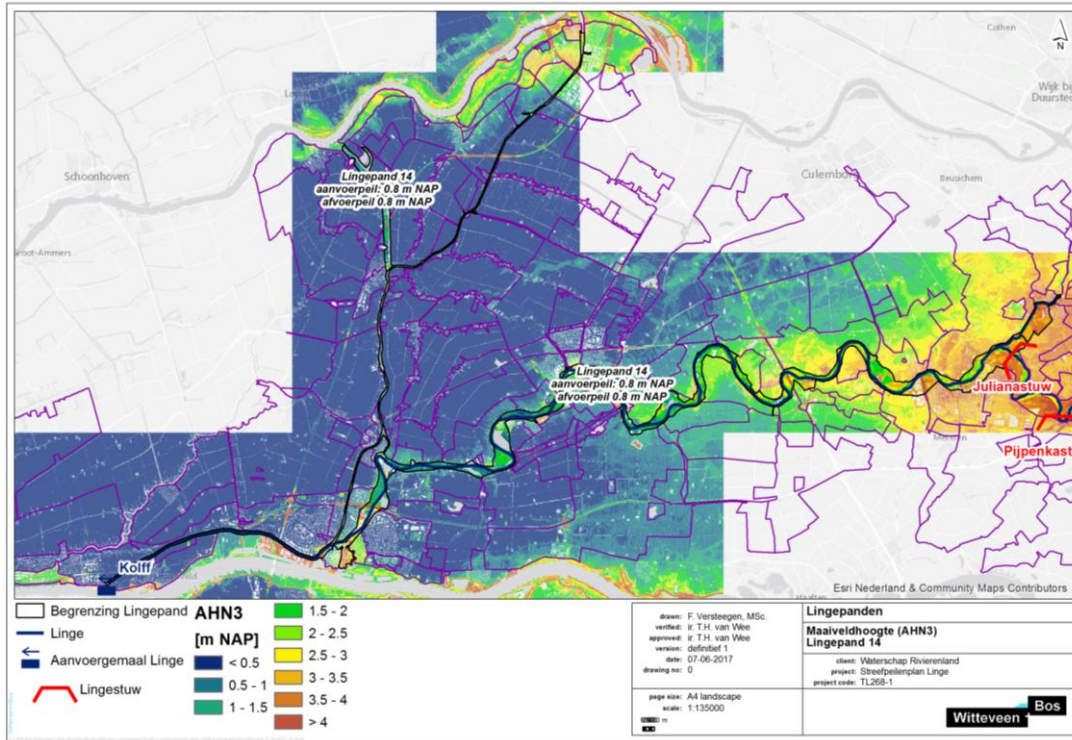 Cothen
N
Wijk bij
Duurstede
Schoonhoven
Lingepand 14
aanvoerpeil: 0.8 m NAP
afvoerpeil 0.8 m NAP
Culemborg
Beusichem
Groot-Ammers
Lingepand 14
aanvoerpeil: 0.8 m NAP
afvoerpeil 0.8 m NAP
Julianastuw
Pijpenkast
Kolff
Esri Nederland & Community Maps Contributors
Begrenzing Lingepand
Linge
Aanvoergemaal Linge
Lingestuw
AHN3
[m NAP]
< 0.5
0.5 - 1
1 - 1.5
1.5 - 2
2 - 2.5
2.5 - 3
3 - 3.5
3.5 - 4
> 4
drawn: F. Versteegen, MSc.
verified: ir. T.H. van Wee
approved: ir. T.H. van Wee
version: definitief 1
date: 07-06-2017
drawing no: 0
page size: A4 landscape
scale: 1:135000
m
Lingepanden
Maaiveldhoogte (AHN3)
Lingepand 14
client: Waterschap Rivierenland
project: Streefpeilenplan Linge
project code: TL268-1
Witteveen
Bos